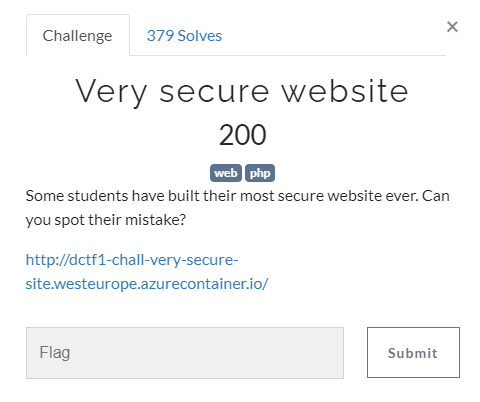 Challenge
379 Solves
×
Very secure website
200
web php
Some students have built their most secure website ever. Can
you spot their mistake?
http://dctf1-chall-very-secure-
site.westeurope.azurecontainer.io/
Flag
Submit